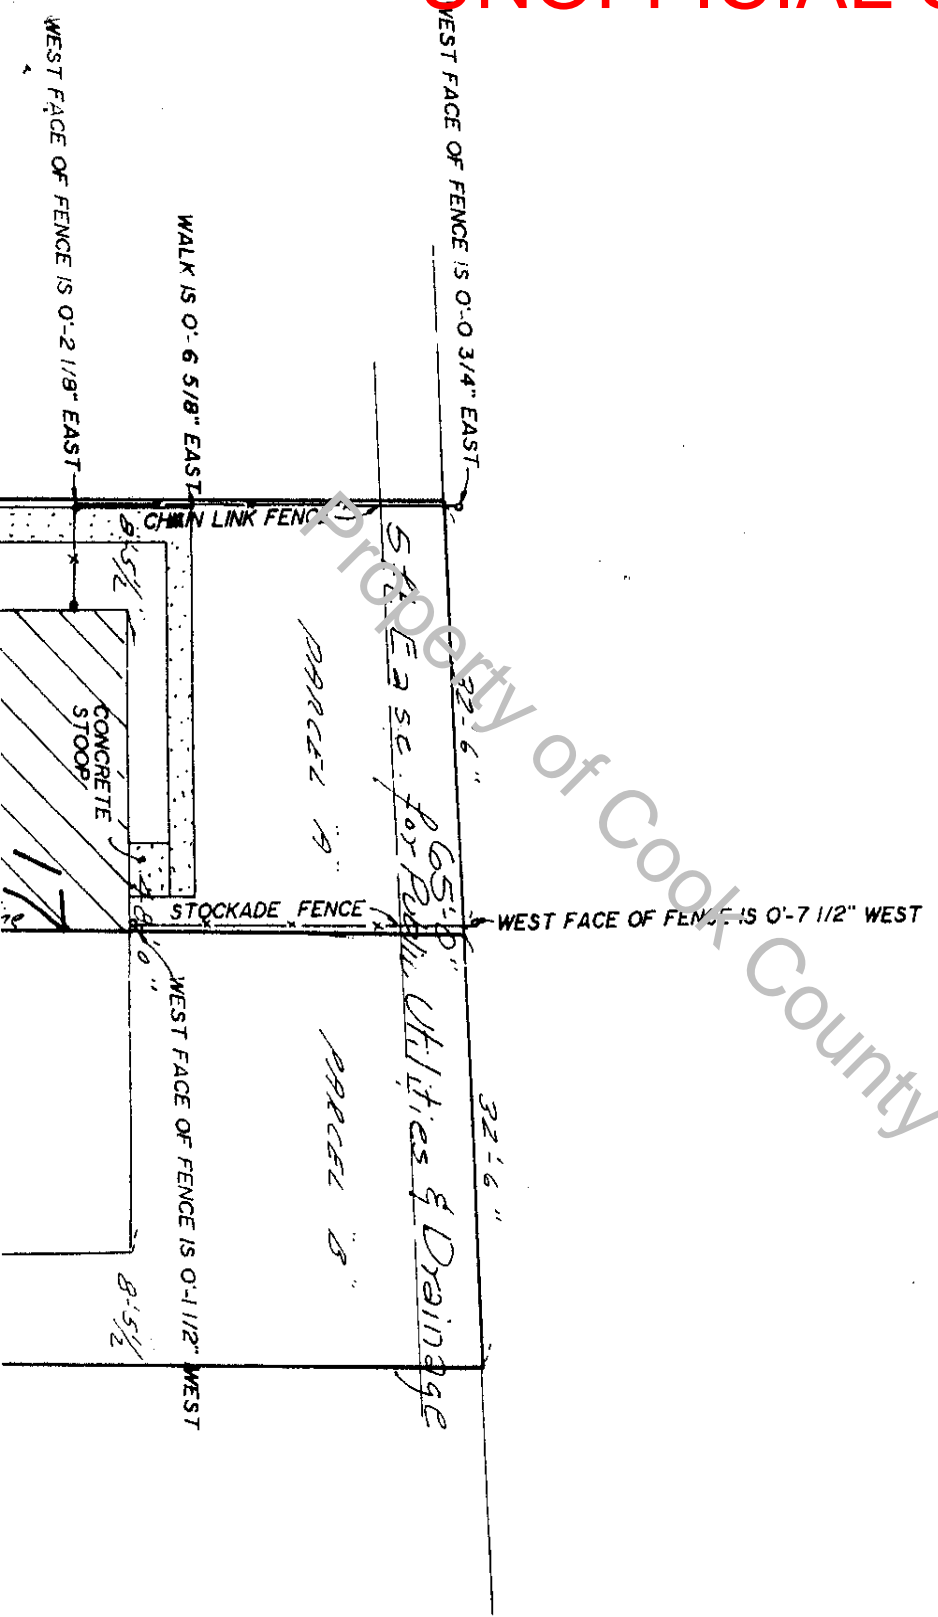 UNOFFICIAL C
WEST FACE OF FENCE IS 0'-2 1/8" EAST
WEST FACE OF FENCE IS 0'-0 3/4" EAST
WALK IS 0'-6 5/8" EAST
CHAIN LINK FENCE
8'-5½
5 ft. Ease. for Public Utilities & Drainage
32'-6"
PARCEL "A"
CONCRETE
STOOP
65'-0"
48'-0"
STOCKADE FENCE
WEST FACE OF FENCE IS 0'-7 1/2" WEST
WEST FACE OF FENCE IS 0'-1 1/2" WEST
PARCEL "B"
32'-6"
8'-5½
Property of Cook County